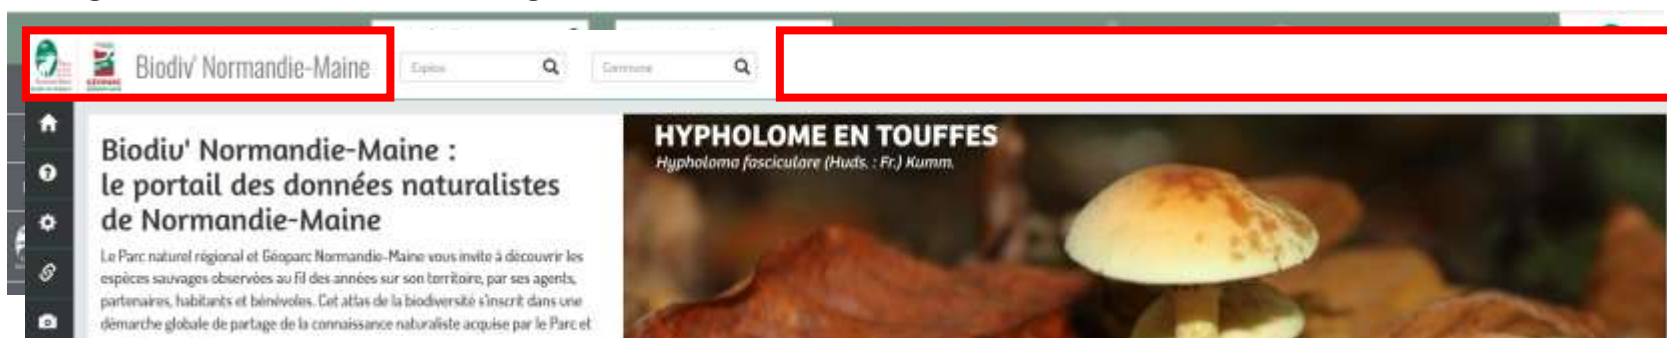 Biodiv' Normandie-Maine
Espèce
Commune
Biodiv' Normandie-Maine :
le portail des données naturalistes
de Normandie-Maine
Le Parc naturel régional et Géoparc Normandie-Maine vous invite à découvrir les
espèces sauvages observées au fil des années sur son territoire, par ses agents,
partenaires, habitants et bénévoles. Cet atlas de la biodiversité s'inscrit dans une
démarche globale de partage de la connaissance naturaliste acquise par le Parc et
HYPHOLOME EN TOUFFES
Hypholoma fasciculare (Huds. : Fr.) Kumm.